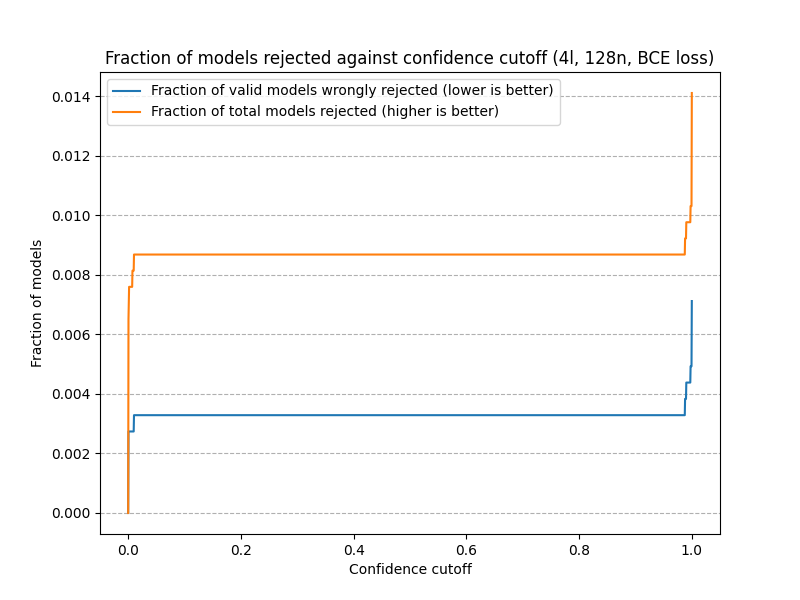 Fraction of models rejected against confidence cutoff (4l, 128n, BCE loss)
Fraction of valid models wrongly rejected (lower is better)
Fraction of total models rejected (higher is better)
0.014
0.012
0.010
0.008
0.006
0.004
0.002
0.000
Fraction of models
0.0
0.2
0.4
0.6
0.8
1.0
Confidence cutoff